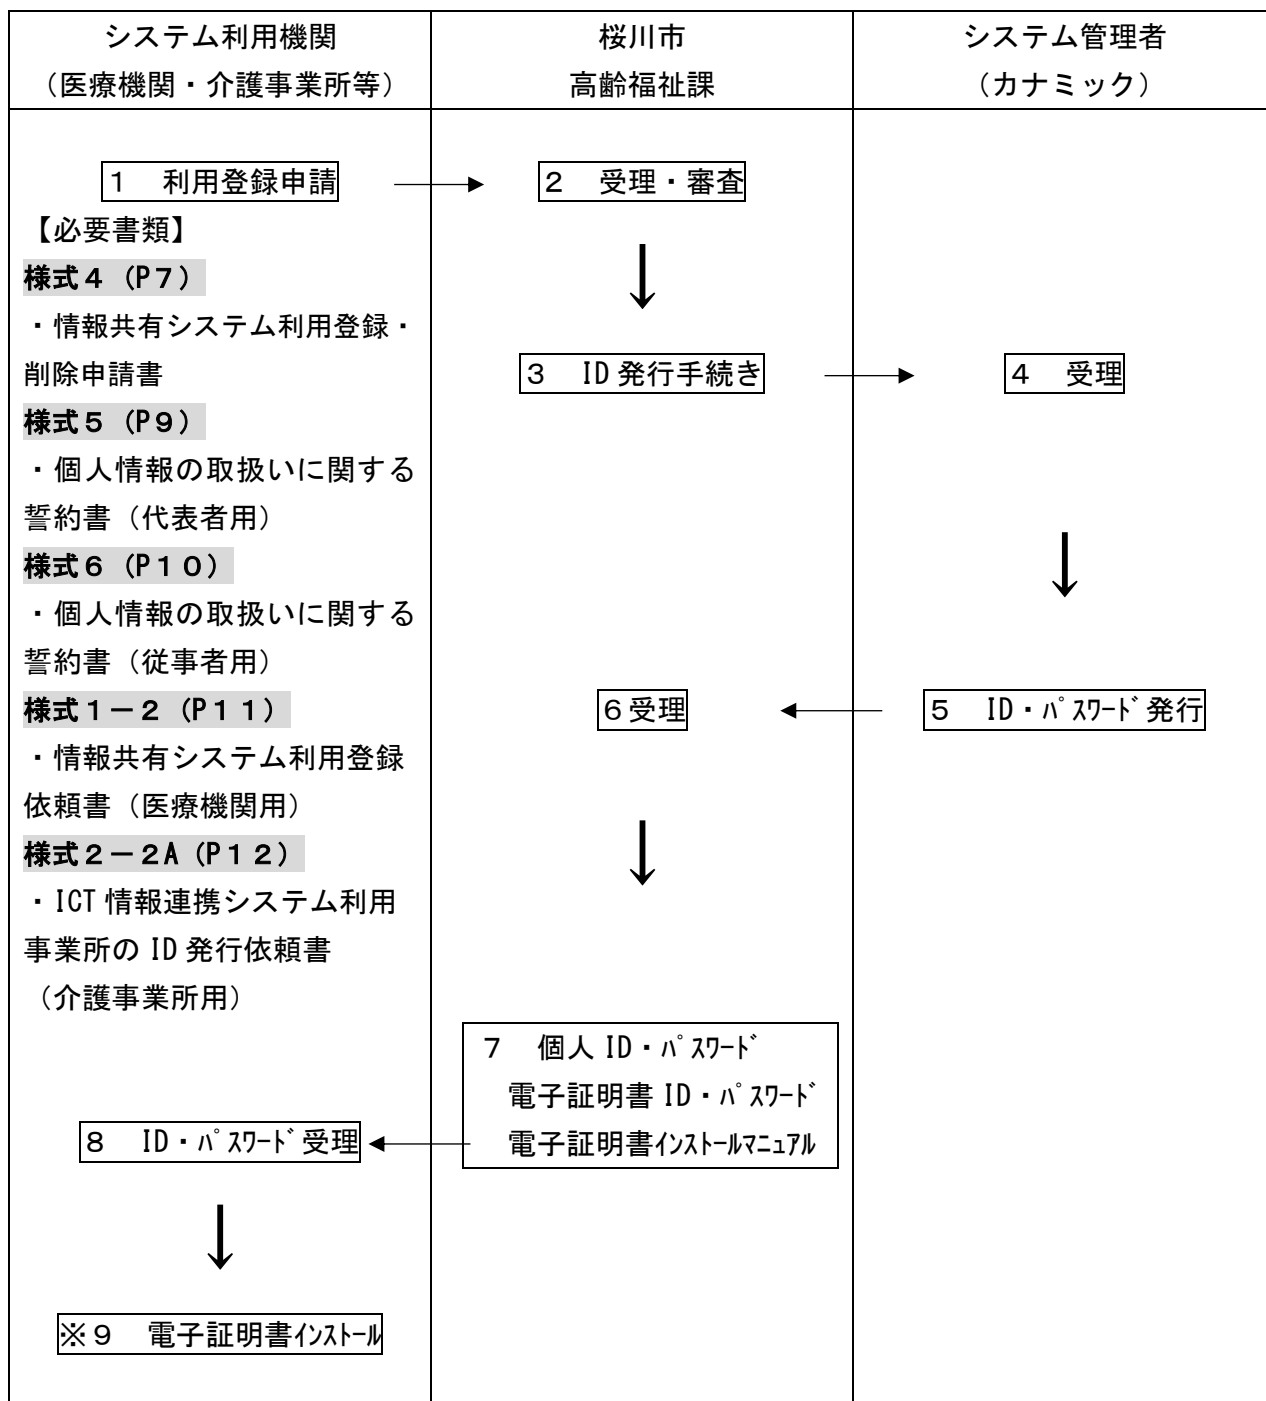 システム利用機関
（医療機関・介護事業所等）
桜川市
高齢福祉課
システム管理者
（カナミック）
１　利用登録申請
【必要書類】
様式４（P７）
・情報共有システム利用登録・
削除申請書
様式５（P９）
・個人情報の取扱いに関する
誓約書（代表者用）
様式６（P１０）
・個人情報の取扱いに関する
誓約書（従事者用）
様式１－２（P１１）
・情報共有システム利用登録
依頼書（医療機関用）
様式２－２A（P１２）
・ICT情報連携システム利用
事業所のID発行依頼書
（介護事業所用）
２　受理・審査
３　ID発行手続き
４　受理
５　ID・ﾊﾟｽﾜｰﾄﾞ発行
６受理
７　個人ID・ﾊﾟｽﾜｰﾄﾞ
電子証明書ID・ﾊﾟｽﾜｰﾄﾞ
電子証明書ｲﾝｽﾄｰﾙﾏﾆｭｱﾙ
８　ID・ﾊﾟｽﾜｰﾄﾞ受理
※９　電子証明書ｲﾝｽﾄｰﾙ